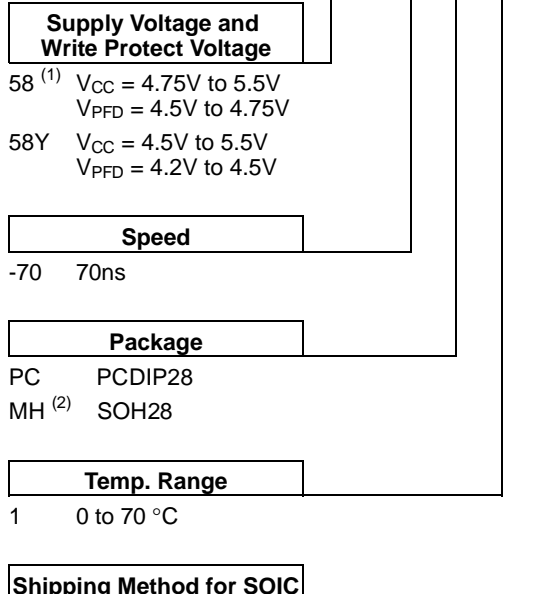 Supply Voltage and
Write Protect Voltage
58 (1) VCC = 4.75V to 5.5V
VPFD = 4.5V to 4.75V
58Y VCC = 4.5V to 5.5V
VPFD = 4.2V to 4.5V
Speed
-70 70ns
Package
PC PCDIP28
MH (2) SOH28
Temp. Range
1 0 to 70 °C
Shipping Method for SOIC